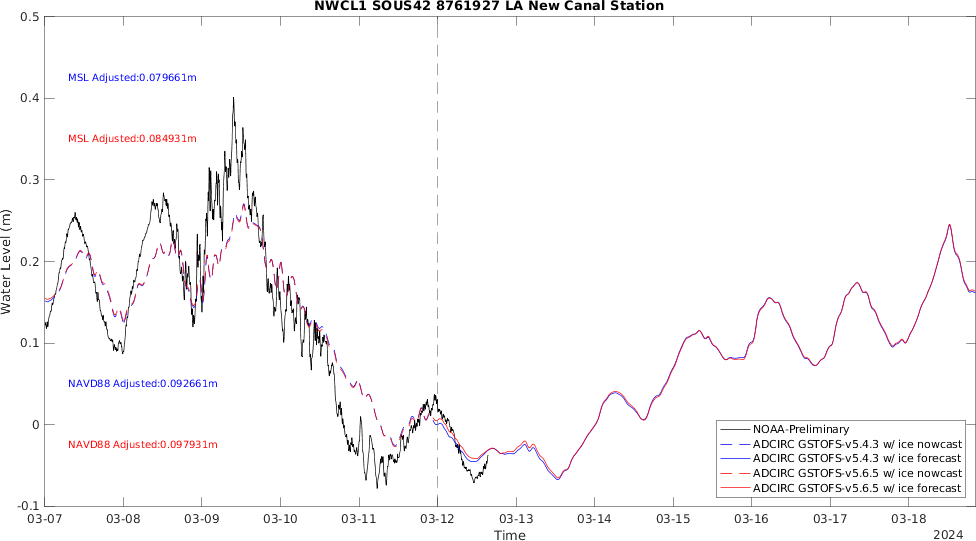 NWCL1 SOUS42 8761927 LA New Canal Station
Water Level (m)
0.5
0.4
0.3
0.2
0.1
0
-0.1
MSL Adjusted:0.079661m
MSL Adjusted:0.084931m
NAVD88 Adjusted:0.092661m
NAVD88 Adjusted:0.097931m
NOAA-Preliminary
ADCIRC GSTOFS-v5.4.3 w/ ice nowcast
ADCIRC GSTOFS-v5.4.3 w/ ice forecast
ADCIRC GSTOFS-v5.6.5 w/ ice nowcast
ADCIRC GSTOFS-v5.6.5 w/ ice forecast
03-07 03-08 03-09 03-10 03-11 03-12 03-13 03-14 03-15 03-16 03-17 03-18
Time
2024